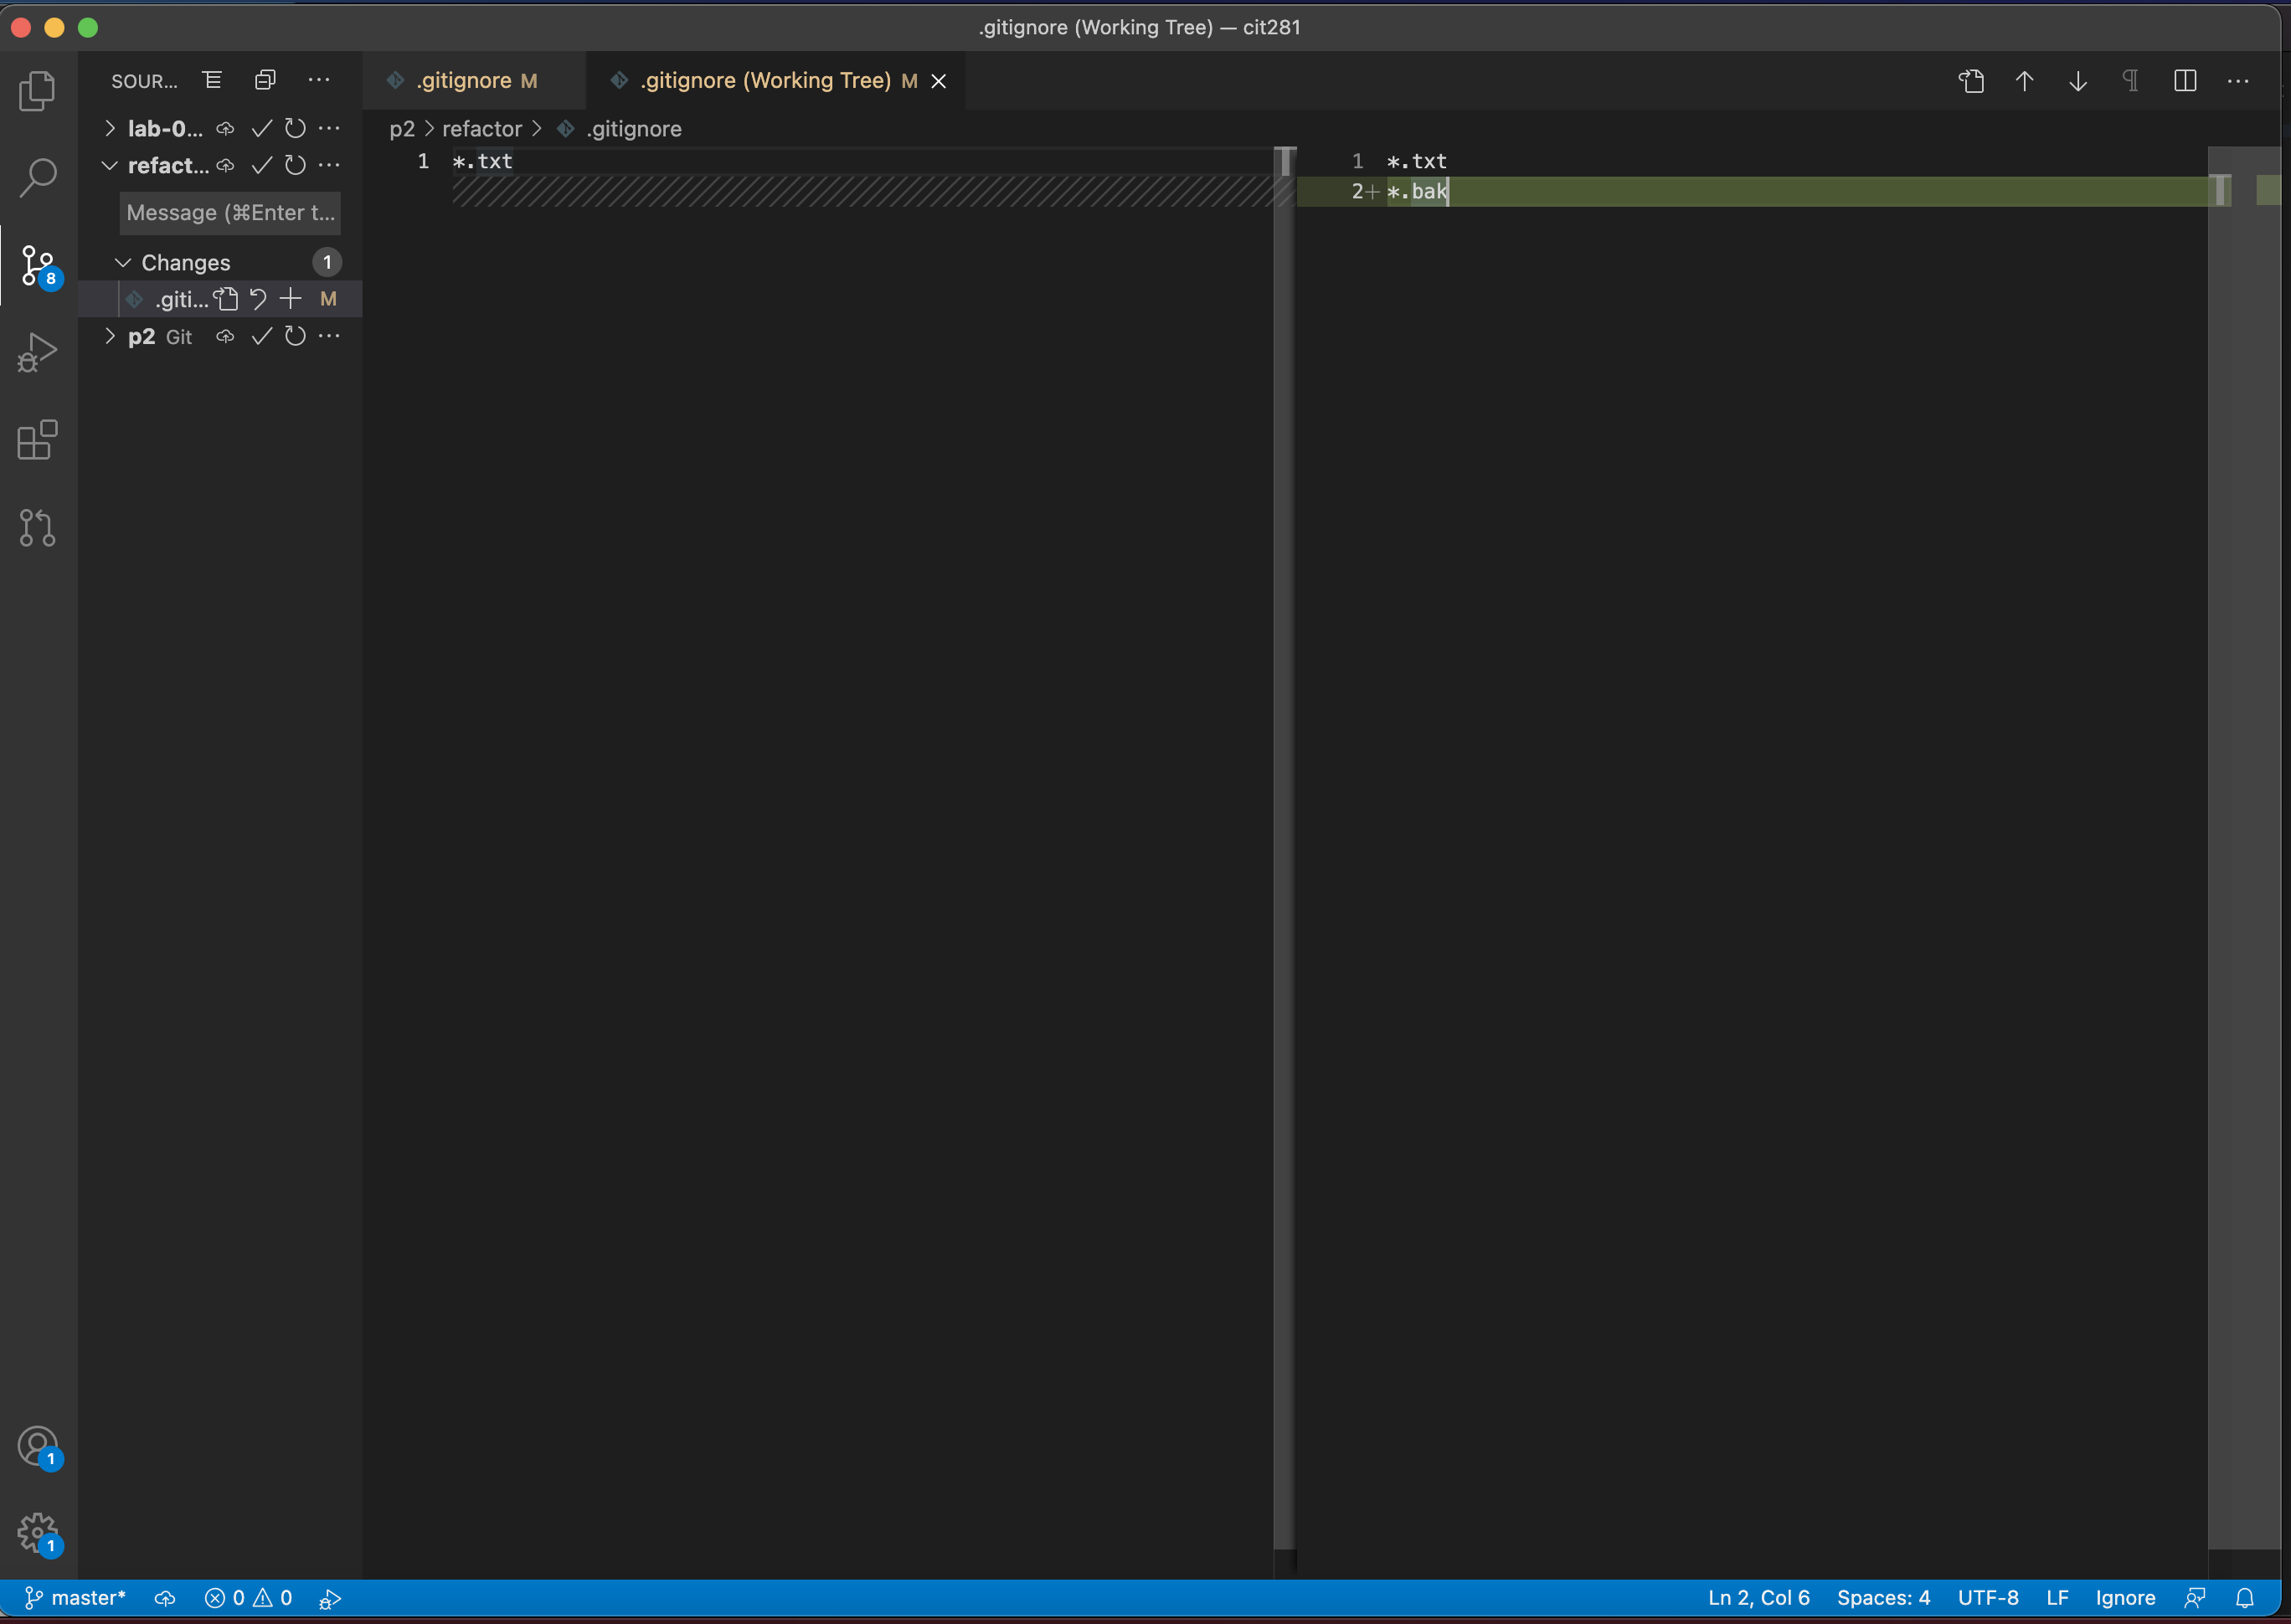 .gitignore (Working Tree) — cit281
SOUR...
.gitignore M
.gitignore (Working Tree) M
lab-0...
p2 > refactor > .gitignore
1 *.txt
1 *.txt
refact...
2+ *.bak
Message (⌘Enter t...
Changes 1
8
.giti... M
p2 Git
1
1
master* 0 0 Ln 2, Col 6 Spaces: 4 UTF-8 LF Ignore